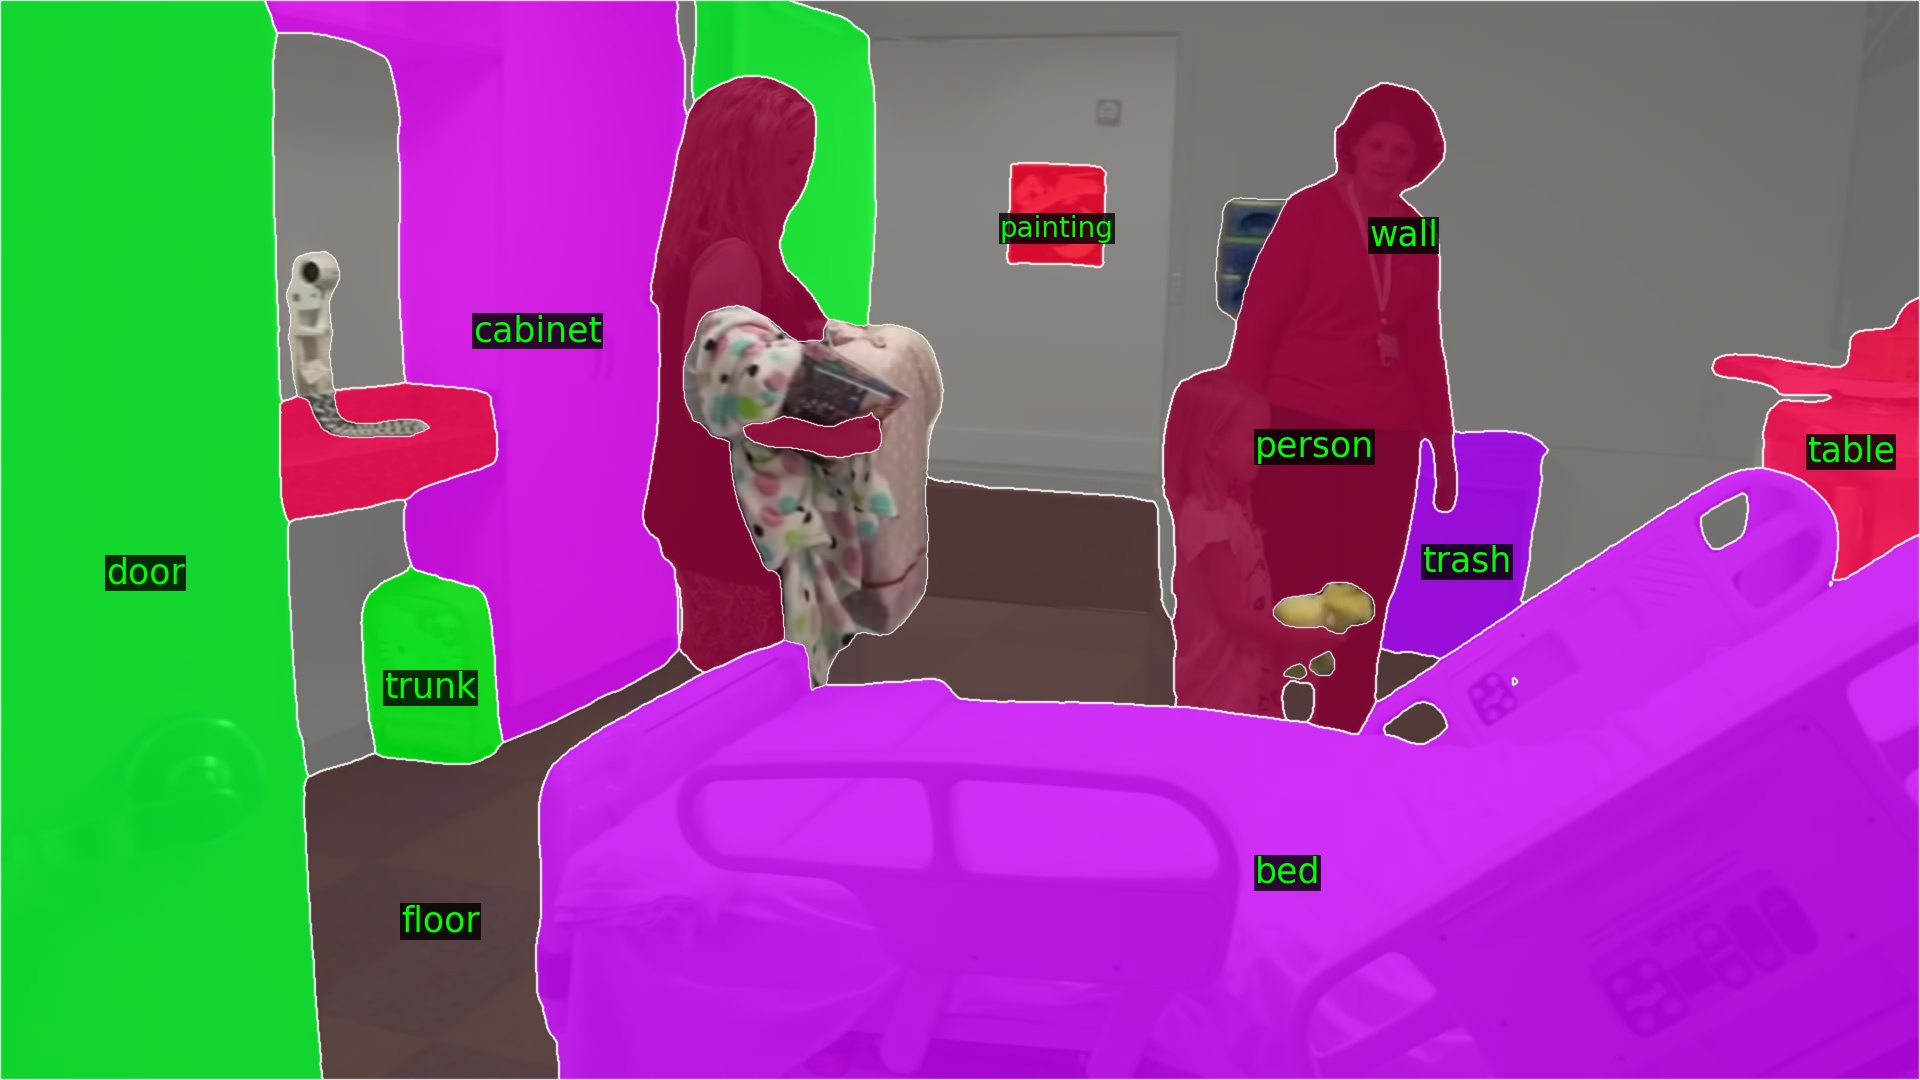 painting
wall
cabinet
person
table
trash
door
trunk
bed
floor